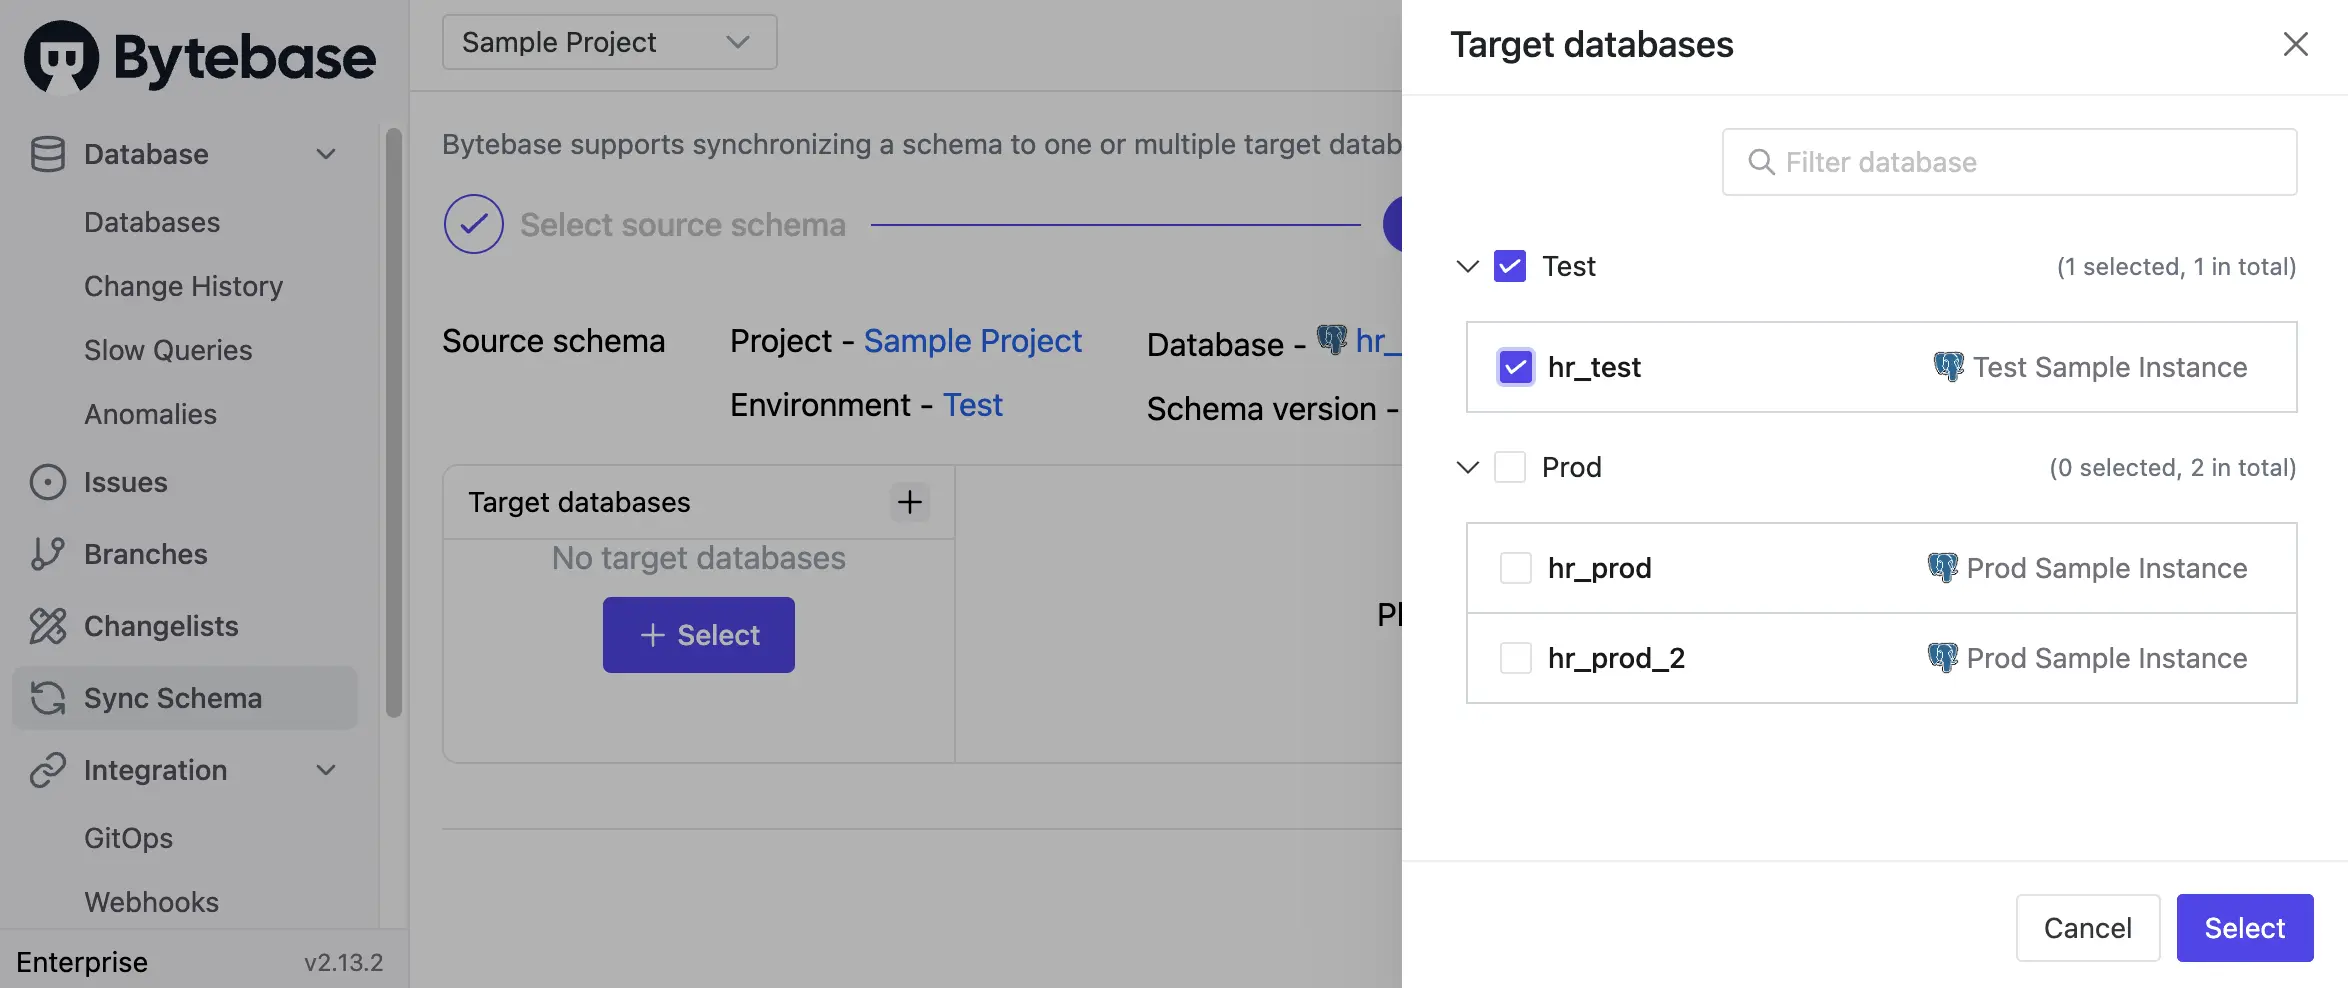 Bytebase
Database
Databases
Change History
Slow Queries
Anomalies
Issues
Branches
Changelists
Sync Schema
Integration
GitOps
Webhooks
Enterprise v2.13.2
Sample Project
Bytebase supports synchronizing a schema to one or multiple target datab
Select source schema
Source schema Project - Sample Project Database - hr_
Environment - Test Schema version -
Target databases
No target databases
+ Select
Pl
Target databases
Filter database
Test (1 selected, 1 in total)
hr_test Test Sample Instance
Prod (0 selected, 2 in total)
hr_prod Prod Sample Instance
hr_prod_2 Prod Sample Instance
Cancel Select